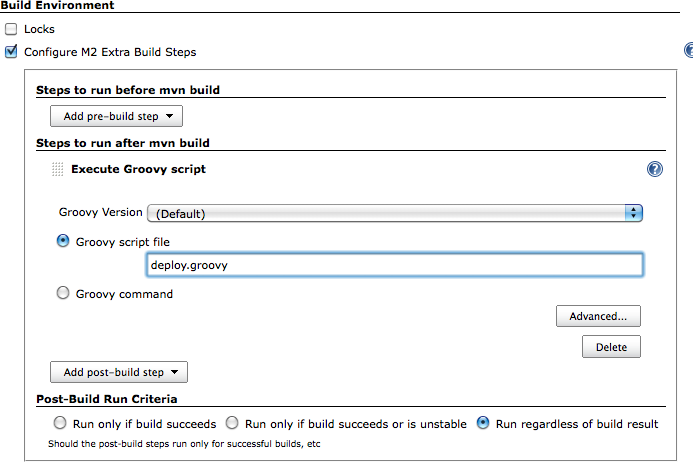 Build Environment
Locks
Configure M2 Extra Build Steps
Steps to run before mvn build
Add pre-build step
Steps to run after mvn build
Execute Groovy script
Groovy Version (Default)
Groovy script file
deploy.groovy
Groovy command
Advanced...
Delete
Add post-build step
Post-Build Run Criteria
Run only if build succeeds Run only if build succeeds or is unstable Run regardless of build result
Should the post-build steps run only for successful builds, etc